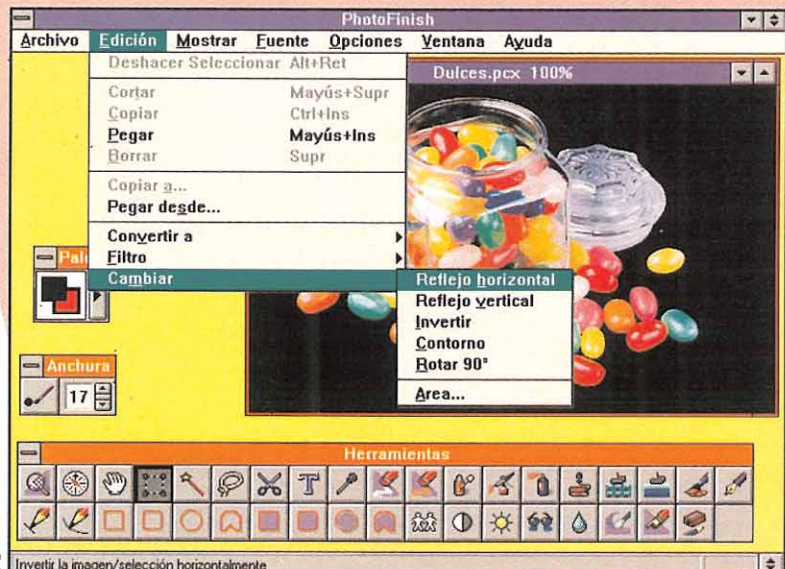 PhotoFinish
Archivo Edición Mostrar Fuente Opciones Ventana Ayuda
Deshacer Seleccionar Alt+Ret
Cortar Mayús+Supr
Copiar Ctrl+Ins
Pegar Mayús+Ins
Borrar Supr
Copiar a...
Pegar desde...
Convertir a
Filtro
Cambiar
Dulces.pcx 100%
Reflejo horizontal
Reflejo vertical
Invertir
Contorno
Rotar 90°
Area...
Anchura
17
Herramientas
T
Invertir la imagen/selección horizontalmente